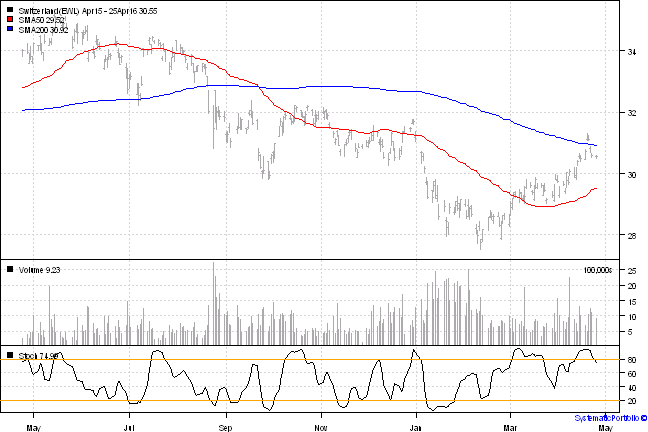 Switzerland(EWL) Apr15 - 25Apr16 30.55
SMA50 29.52
SMA200 30.92
34
32
30
28
Volume 9.23
100,000s
25
20
15
10
5
Stoch 74.99
80
60
40
20
SystematicPortfolio ©
May Jul Sep Nov Jan Mar May